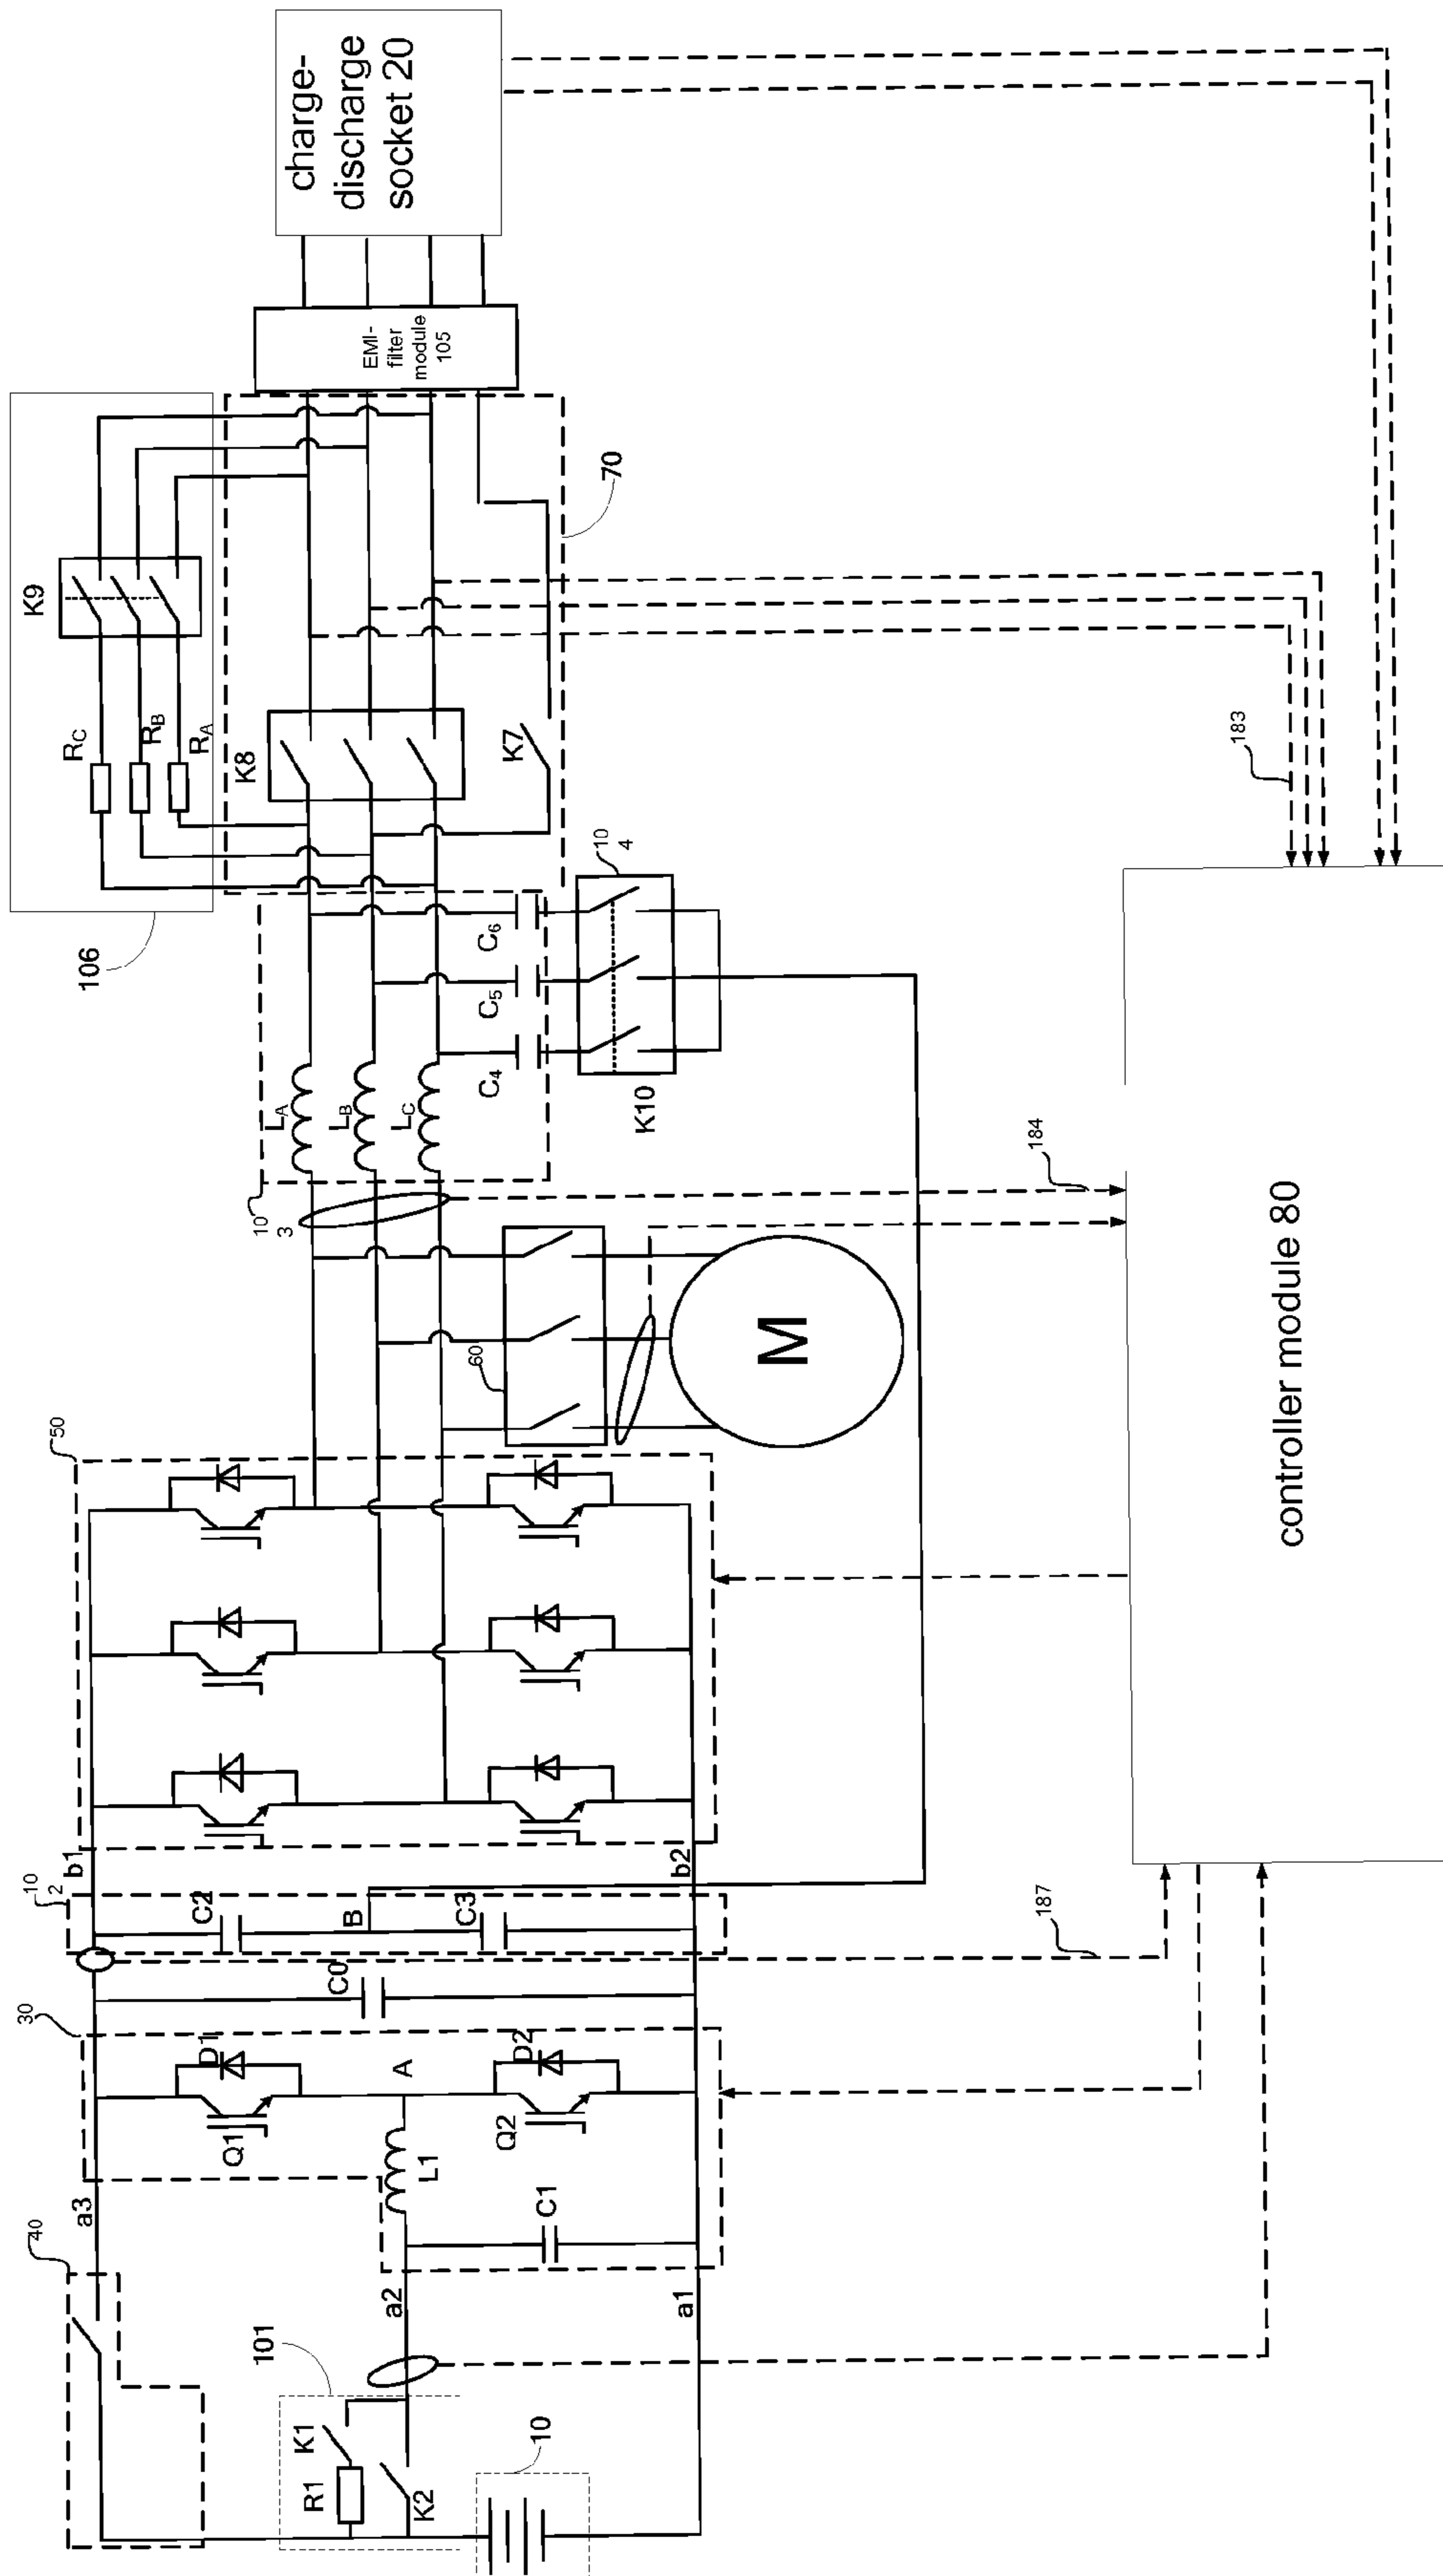 charge-
discharge
socket 20
EMI-
filter
module
105
K9
RC
RB
RA
106
70
K8
K7
183
10
4
C6
C5
C4
K10
LA
LB
LC
10
3
184
60
M
controller module 80
50
b1
b2
10
2
C2
B
C3
187
C0
30
D1
A
D2
Q1
Q2
L1
C1
a3
40
a2
a1
101
K1
R1
K2
10